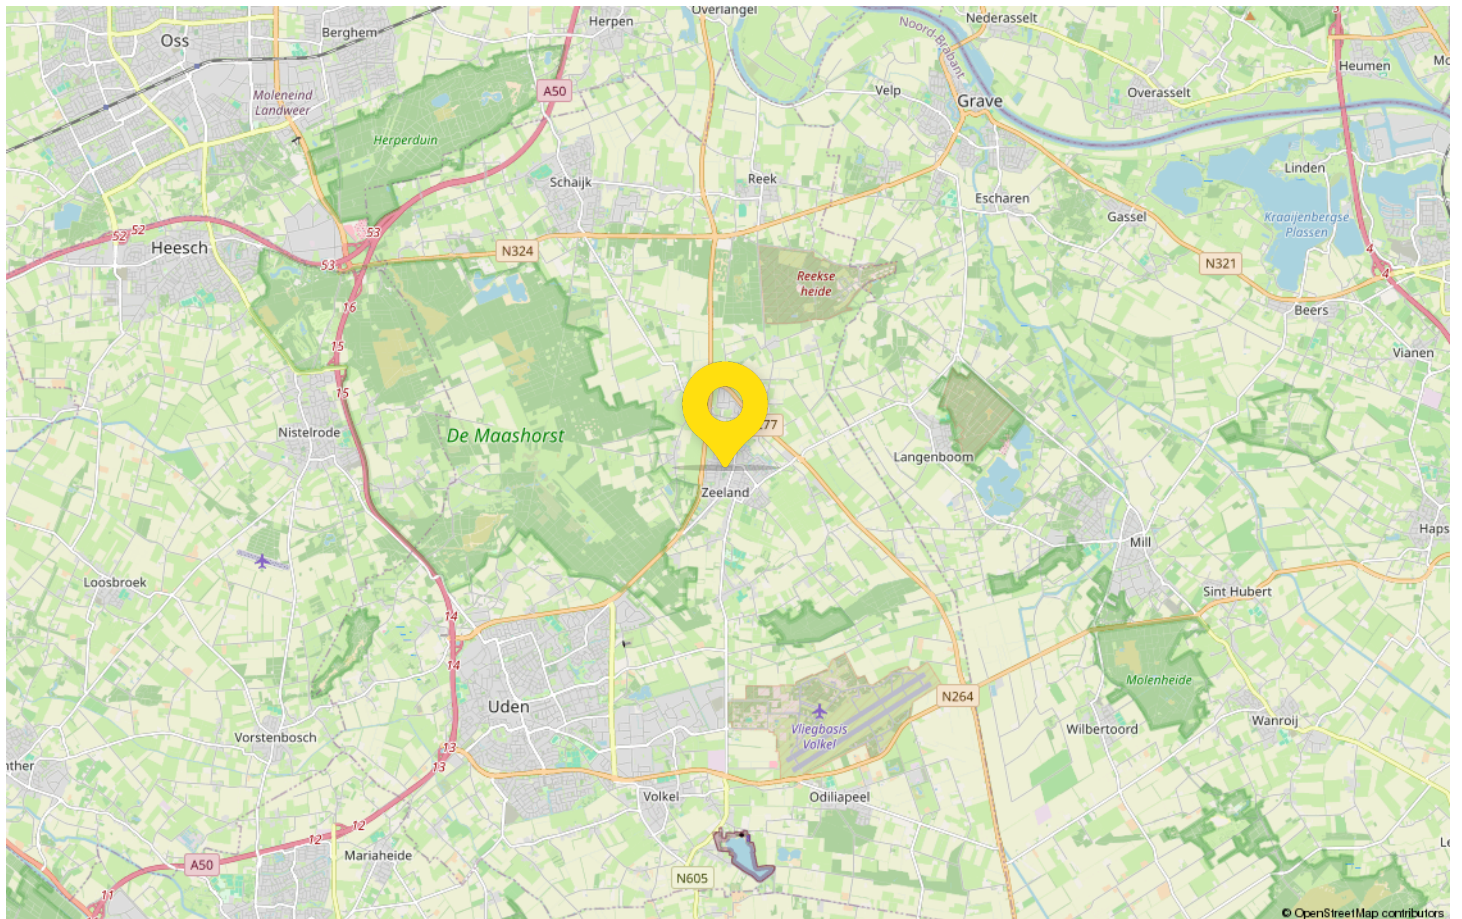 Overlangel
Herpen
Nederasselt
Oss
Berghem
Noord-Brabant
Heumen
A50
Velp
Overasselt
Moleneind
Landweer
Grave
Herperduin
Linden
Schaijk
Reek
Escharen
Gassel
Kraaijenbergse
Plassen
52
52
53
Heesch
N324
4
53
N321
4
Reekse
heide
16
Beers
15
Vianen
15
Nistelrode
De Maashorst
77
Langenboom
Zeeland
Haps
Mill
Loosbroek
Sint Hubert
14
14
Molenheide
N264
Uden
Wanroij
Vliegbasis
Volkel
Wilbertoord
Vorstenbosch
13
13
nther
Volkel
Odiliapeel
12
12
Mariaheide
A50
N605
11
© OpenStreetMap contributors